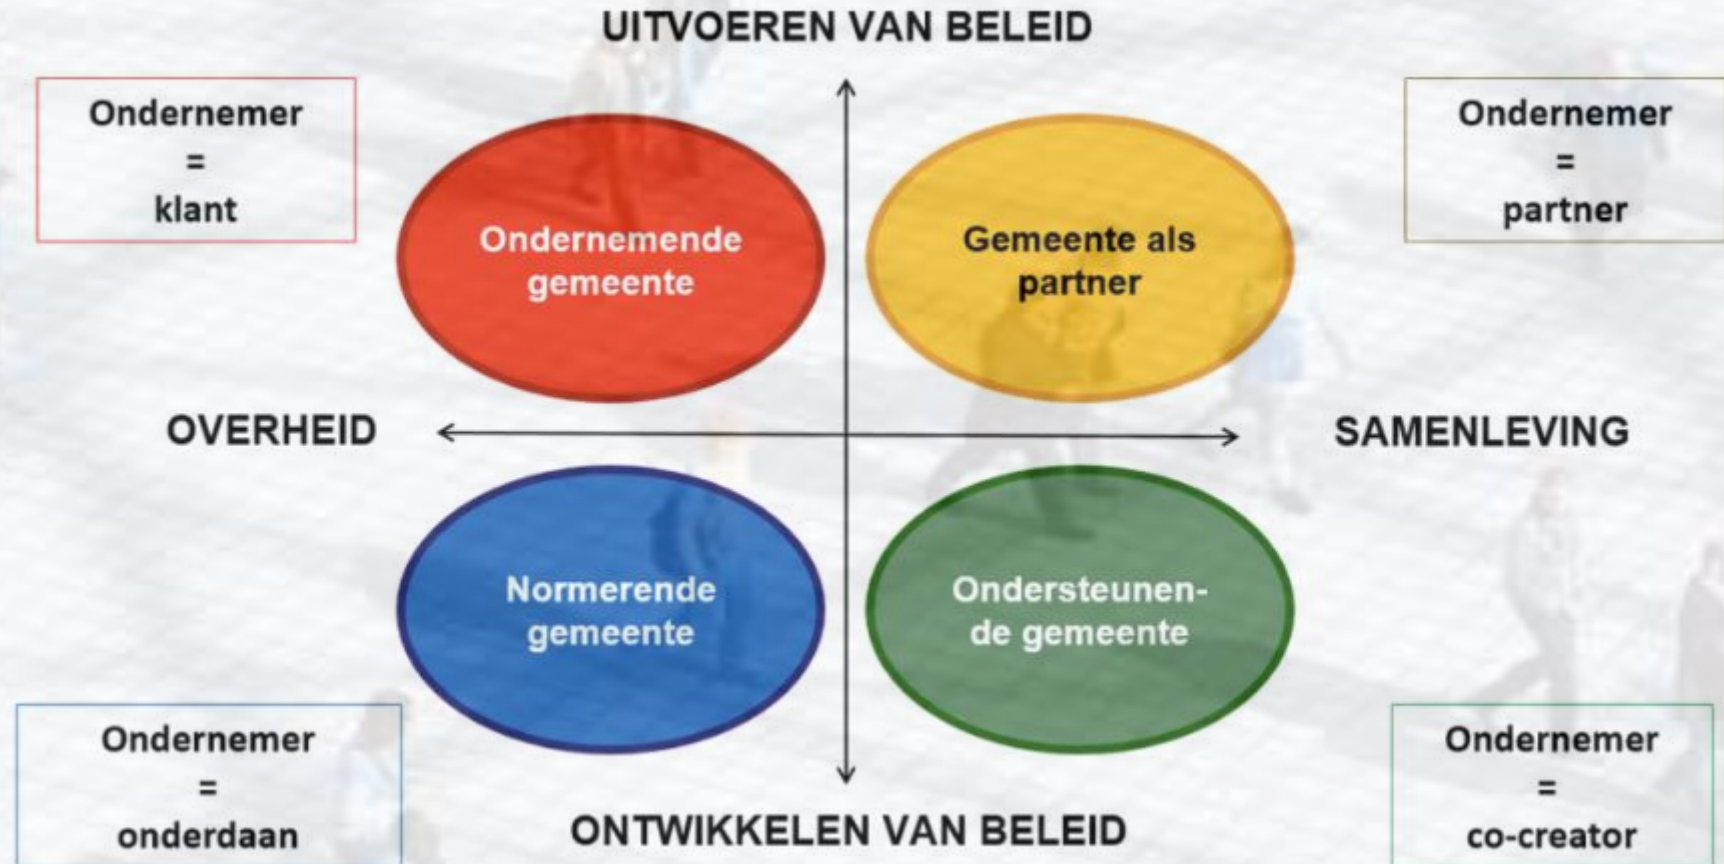 UITVOEREN VAN BELEID
Ondernemer
=
klant
Ondernemer
=
partner
Ondernemende
gemeente
Gemeente als
partner
OVERHEID
SAMENLEVING
Normerende
gemeente
Ondersteunen-
de gemeente
Ondernemer
=
onderdaan
Ondernemer
=
co-creator
ONTWIKKELEN VAN BELEID